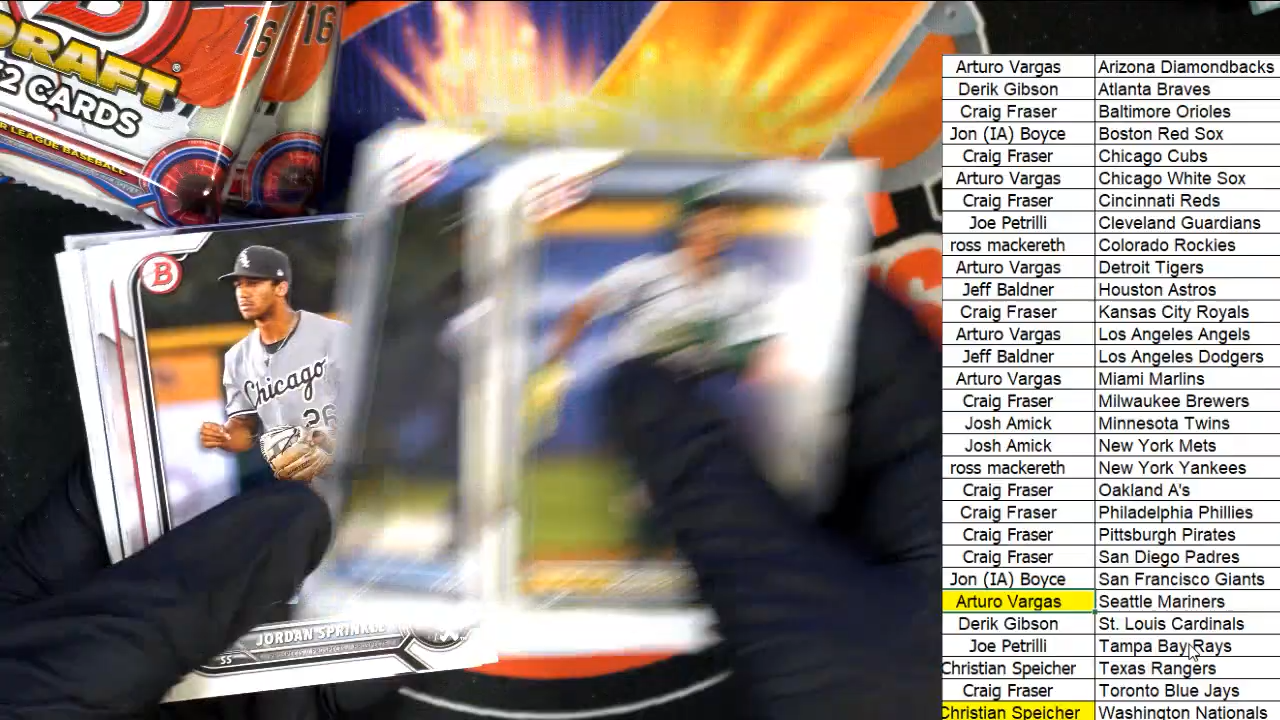 16
16
DRAFT
2 CARDS
R LEAGUE BASEBALL
B
Chicago
26
JORDAN SPRINKLE
SS
Arturo Vargas Arizona Diamondbacks
Derik Gibson Atlanta Braves
Craig Fraser Baltimore Orioles
Jon (IA) Boyce Boston Red Sox
Craig Fraser Chicago Cubs
Arturo Vargas Chicago White Sox
Craig Fraser Cincinnati Reds
Joe Petrilli Cleveland Guardians
ross mackereth Colorado Rockies
Arturo Vargas Detroit Tigers
Jeff Baldner Houston Astros
Craig Fraser Kansas City Royals
Arturo Vargas Los Angeles Angels
Jeff Baldner Los Angeles Dodgers
Arturo Vargas Miami Marlins
Craig Fraser Milwaukee Brewers
Josh Amick Minnesota Twins
Josh Amick New York Mets
ross mackereth New York Yankees
Craig Fraser Oakland A's
Craig Fraser Philadelphia Phillies
Craig Fraser Pittsburgh Pirates
Craig Fraser San Diego Padres
Jon (IA) Boyce San Francisco Giants
Arturo Vargas Seattle Mariners
Derik Gibson St. Louis Cardinals
Joe Petrilli Tampa Bay Rays
Christian Speicher Texas Rangers
Craig Fraser Toronto Blue Jays
Christian Speicher Washington Nationals